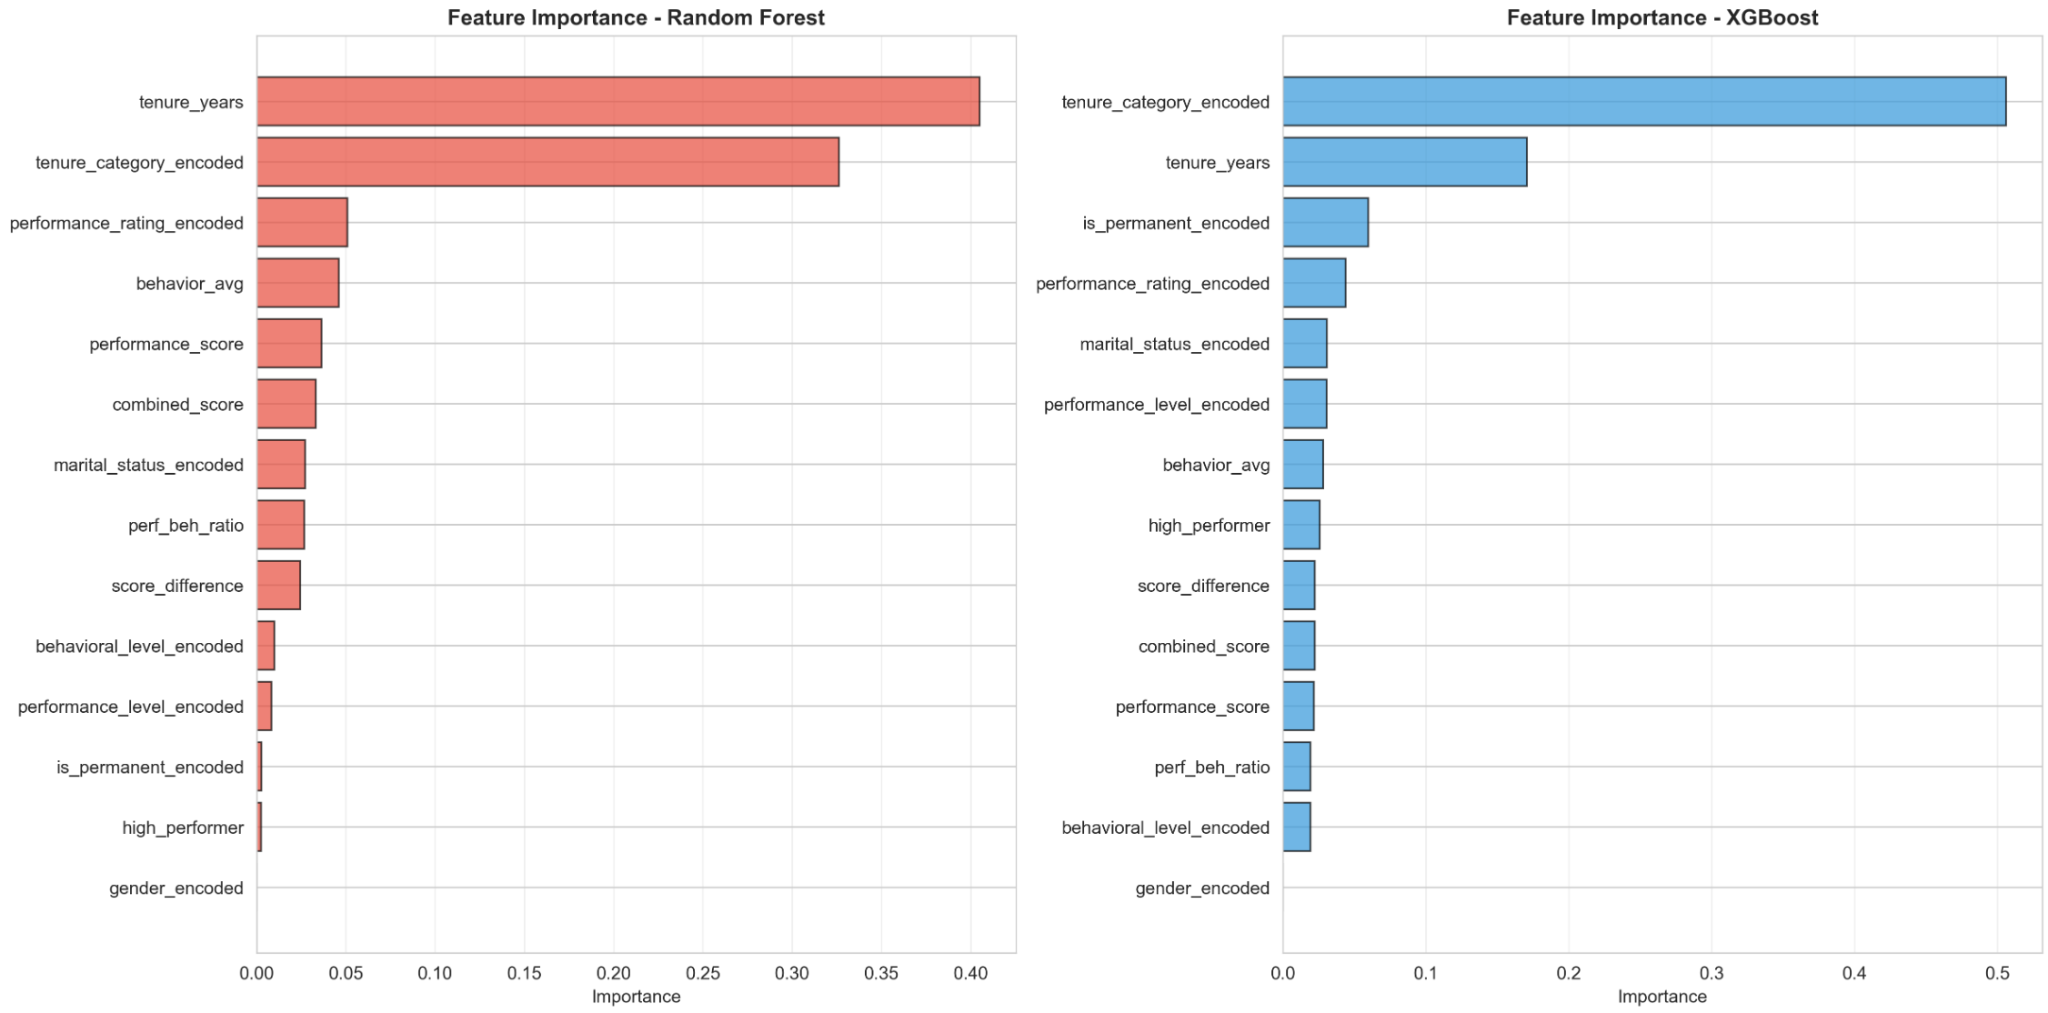 Feature Importance - Random Forest
tenure_years
tenure_category_encoded
performance_rating_encoded
behavior_avg
performance_score
combined_score
marital_status_encoded
perf_beh_ratio
score_difference
behavioral_level_encoded
performance_level_encoded
is_permanent_encoded
high_performer
gender_encoded
0.00 0.05 0.10 0.15 0.20 0.25 0.30 0.35 0.40
Importance
Feature Importance - XGBoost
tenure_category_encoded
tenure_years
is_permanent_encoded
performance_rating_encoded
marital_status_encoded
performance_level_encoded
behavior_avg
high_performer
score_difference
combined_score
performance_score
perf_beh_ratio
behavioral_level_encoded
gender_encoded
0.0 0.1 0.2 0.3 0.4 0.5
Importance